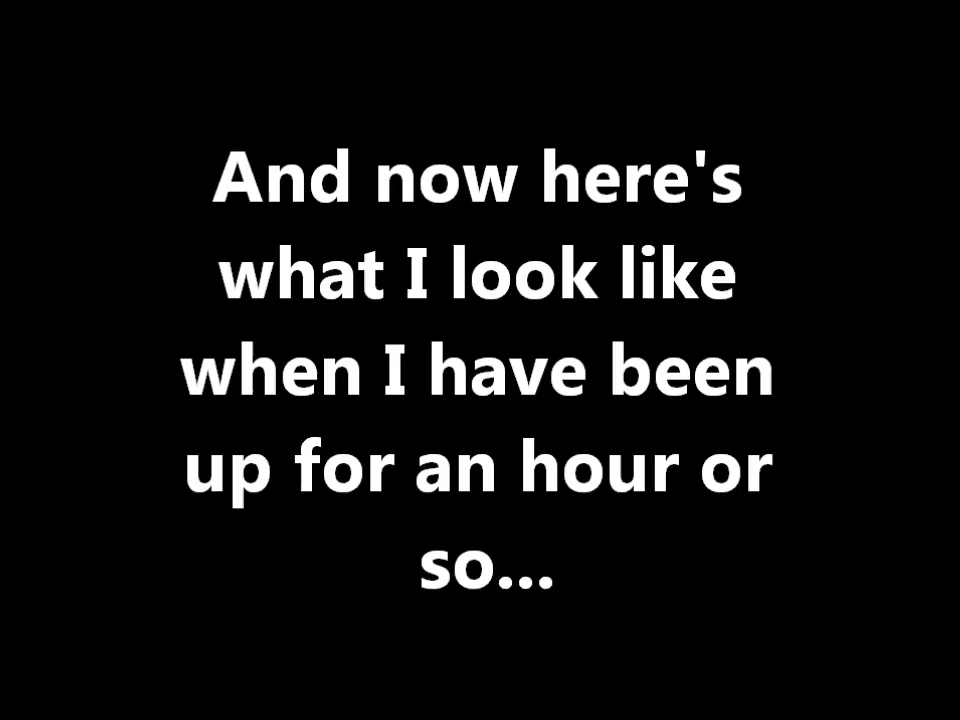 And now here's
what I look like
when I have been
up for an hour or
so...